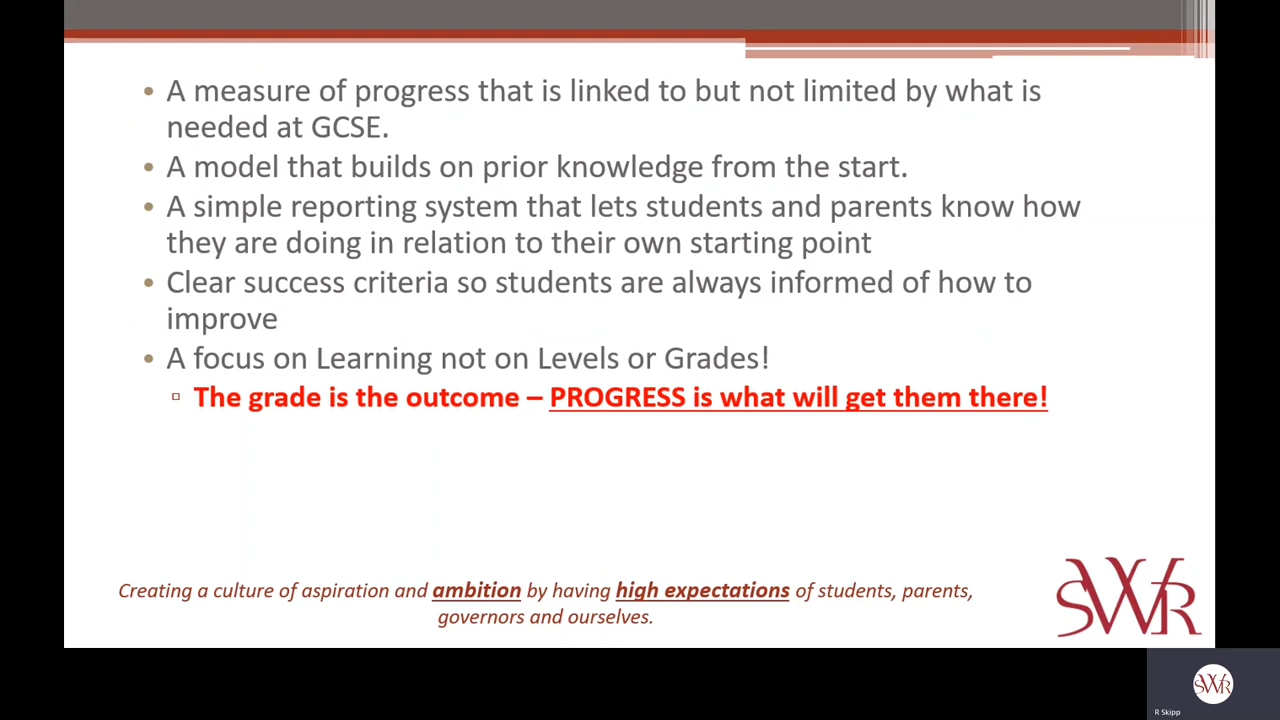 • A measure of progress that is linked to but not limited by what is
needed at GCSE.
• A model that builds on prior knowledge from the start.
• A simple reporting system that lets students and parents know how
they are doing in relation to their own starting point
• Clear success criteria so students are always informed of how to
improve
• A focus on Learning not on Levels or Grades!
▫ The grade is the outcome – PROGRESS is what will get them there!
Creating a culture of aspiration and ambition by having high expectations of students, parents,
governors and ourselves.
SWR
SWR
R Skipp